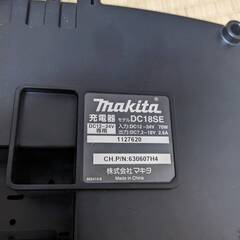 makita
充電器 モデル DC18SE
DC12-24V 専用
入力:DC12-24V 70W
出力:DC7.2-18V 2.6A
1127620
CH.P/N:630607H4
株式会社マキタ
Made in China